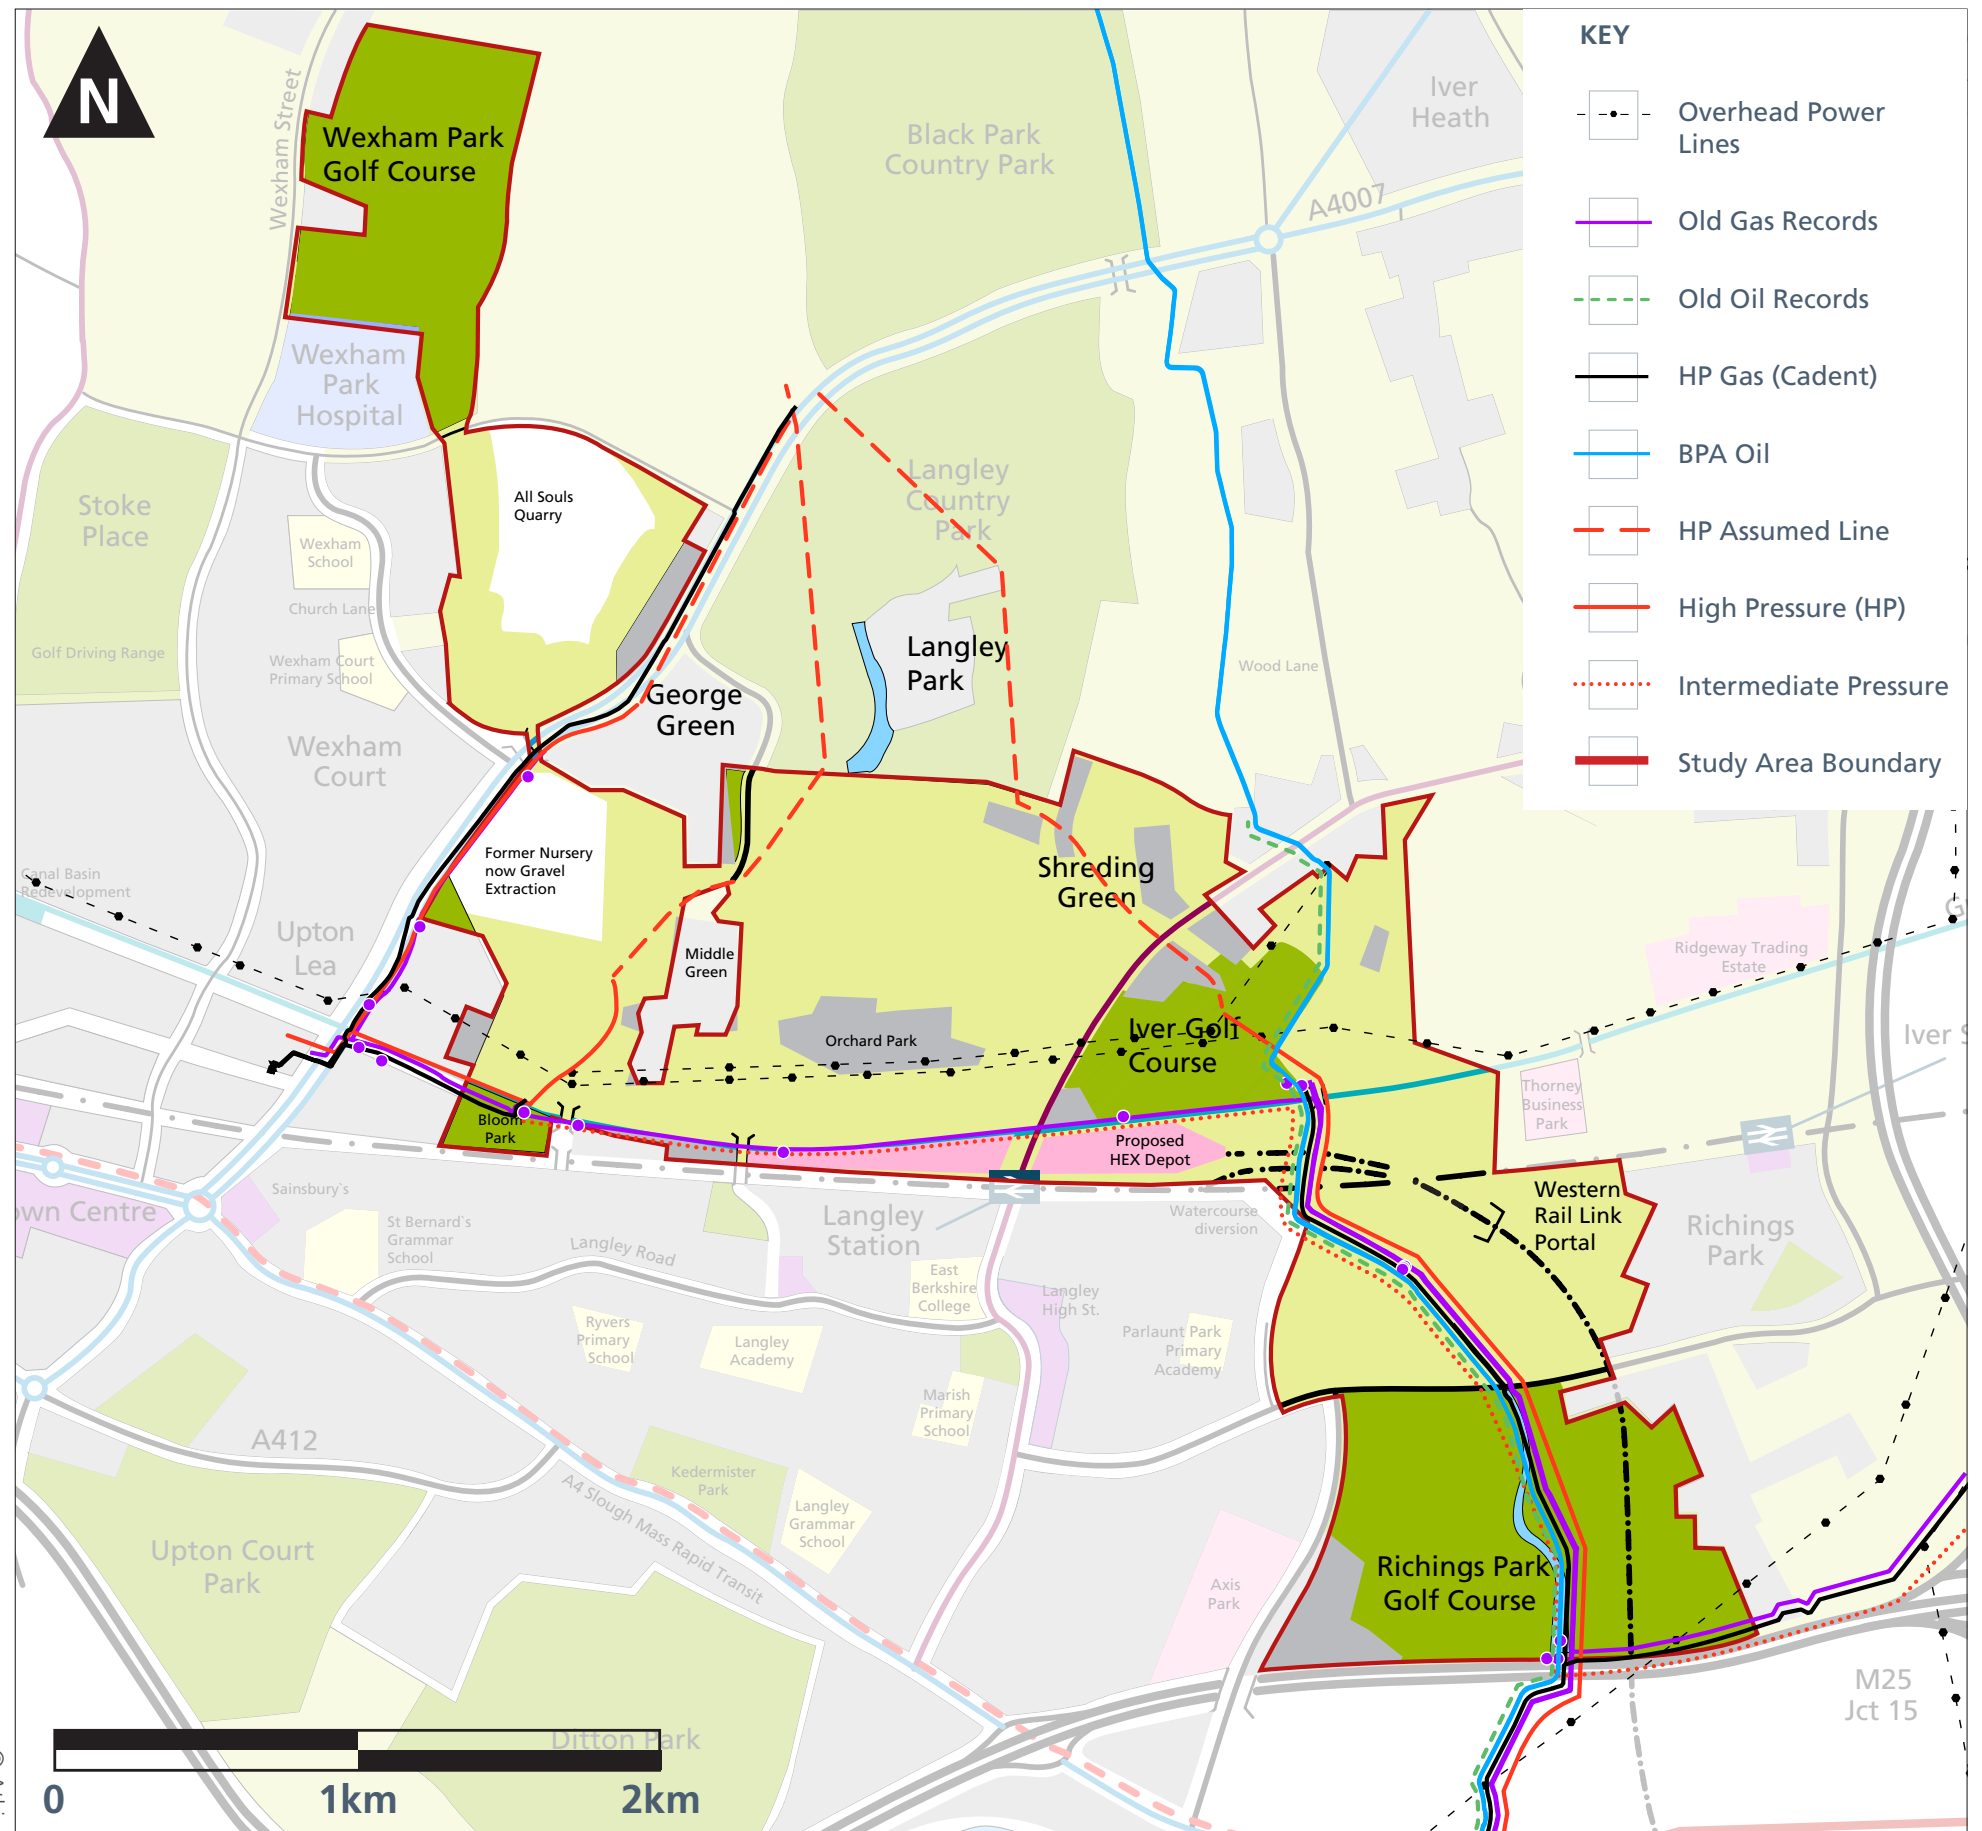 N
Wexham Street
Wexham Park
Golf Course
Black Park
Country Park
Iver
Heath
A4007
KEY
Overhead Power
Lines
Old Gas Records
Old Oil Records
HP Gas (Cadent)
BPA Oil
HP Assumed Line
High Pressure (HP)
Intermediate Pressure
Study Area Boundary
Wexham
Park
Hospital
Stoke
Place
All Souls
Quarry
Langley
Country
Park
Wexham
School
Church Lane
Golf Driving Range
Wexham Court
Primary School
Langley
Park
George
Green
Wood Lane
Wexham
Court
Former Nursery
now Gravel
Extraction
Shreding
Green
Canal Basin
Redevelopment
Upton
Lea
Middle
Green
Ridgeway Trading
Estate
Orchard Park
Iver Golf
Course
Iver
Thorney
Business
Park
Bloom
Park
Proposed
HEX Depot
own Centre
Sainsbury`s
St Bernard`s
Grammar
School
Langley Road
Langley
Station
Watercourse
diversion
Western
Rail Link
Portal
Richings
Park
East
Berkshire
College
Langley
High St.
Ryvers
Primary
School
Langley
Academy
Parlaunt Park
Primary
Academy
Marish
Primary
School
A412
Kedermister
Park
A4 Slough Mass Rapid Transit
Langley
Grammar
School
Upton Court
Park
Axis
Park
Richings Park
Golf Course
M25
Jct 15
Ditton Park
0
1km
2km